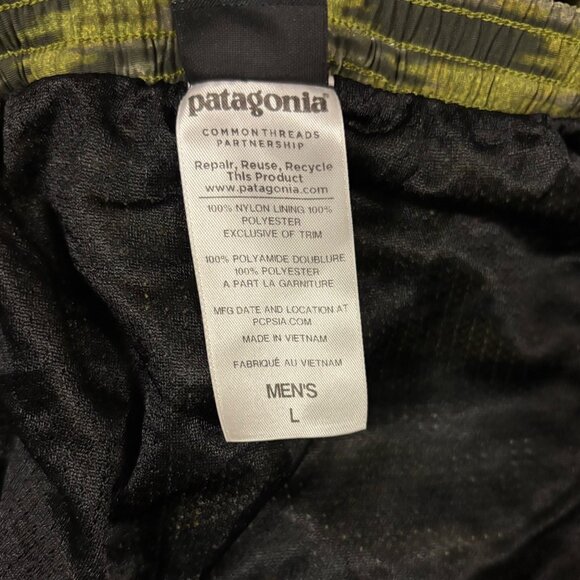 patagonia®
COMMONTHREADS
PARTNERSHIP
Repair, Reuse, Recycle
This Product
www.patagonia.com
100% NYLON LINING 100%
POLYESTER
EXCLUSIVE OF TRIM
100% POLYAMIDE DOUBLURE
100% POLYESTER
A PART LA GARNITURE
MFG DATE AND LOCATION AT
PCPSIA.COM
MADE IN VIETNAM
FABRIQUÉ AU VIETNAM
MEN'S
L